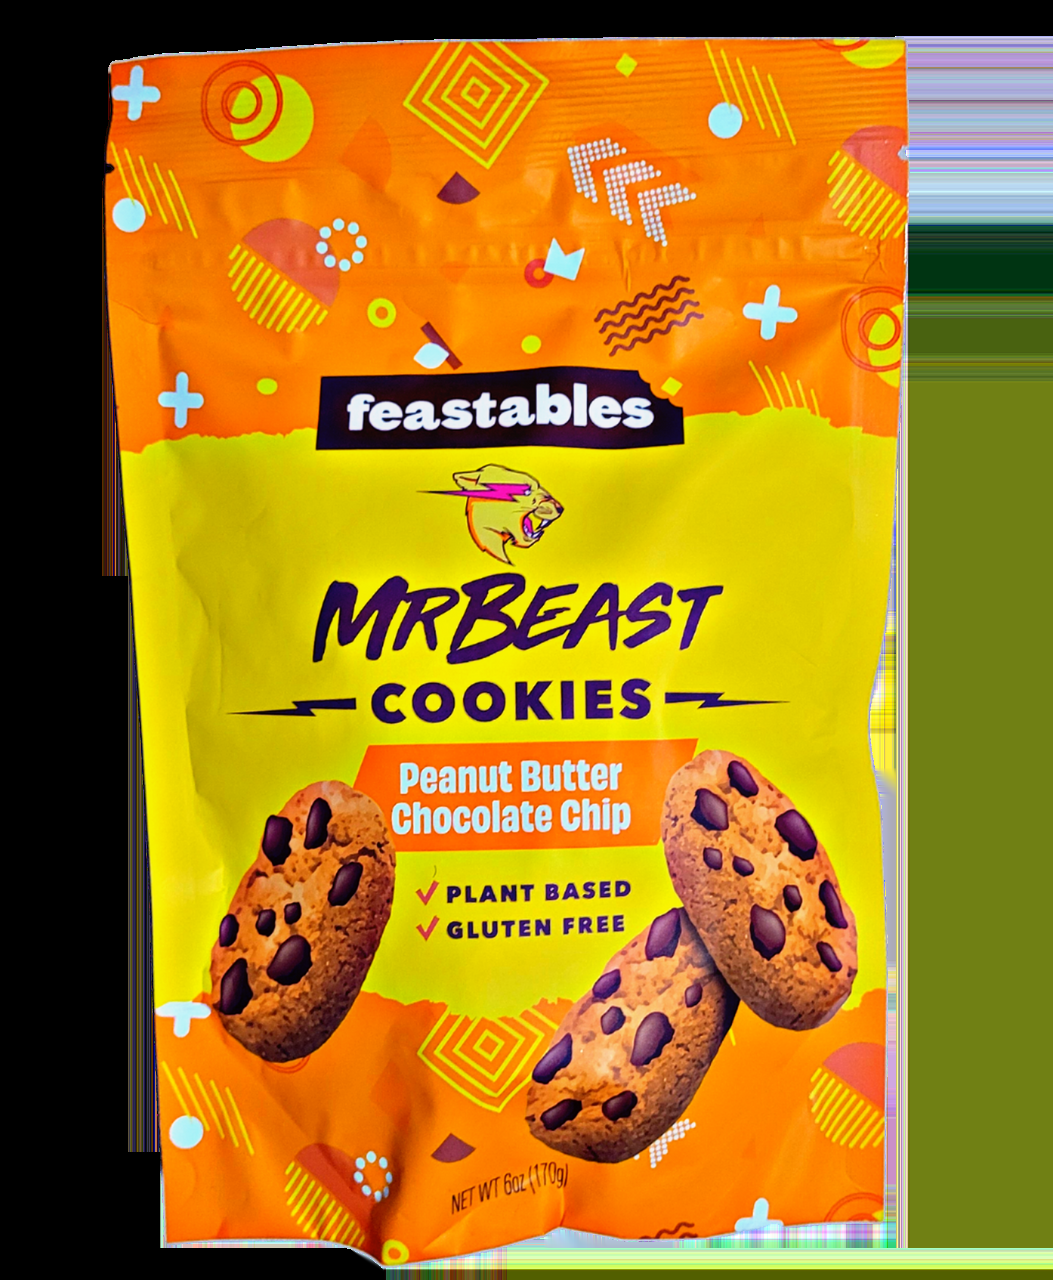 feastables
MRBEAST
COOKIES
Peanut Butter
Chocolate Chip
PLANT BASED
GLUTEN FREE
NET WT 6oz (170g)